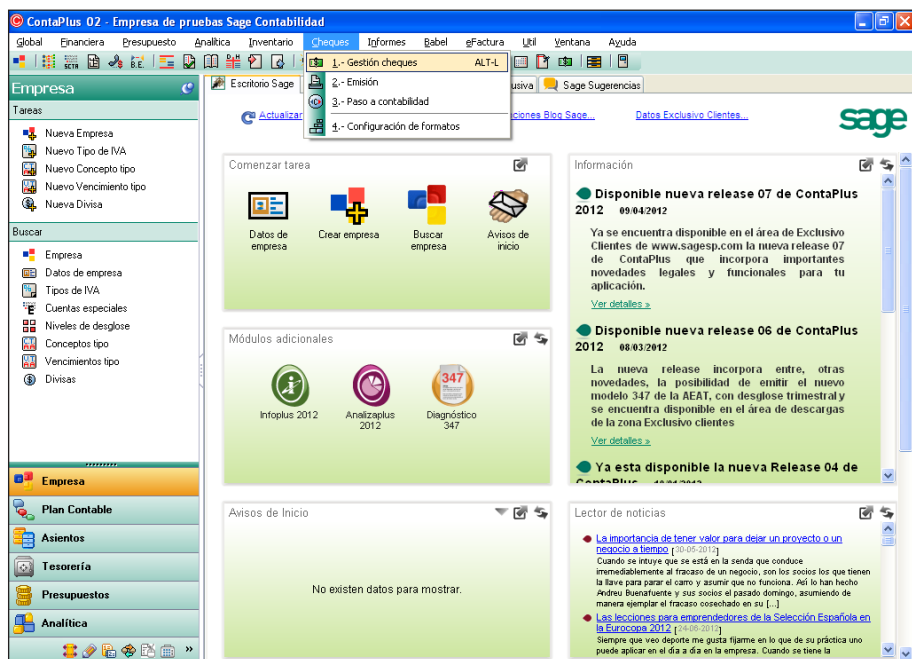 ContaPlus 02 - Empresa de pruebas Sage Contabilidad
Global Financiera Presupuesto Analítica Inventario Cheques Informes Babel eFactura Util Ventana Ayuda
1.- Gestión cheques ALT-L
2.- Emisión
3.- Paso a contabilidad
4.- Configuración de formatos
Empresa
Tareas
Nueva Empresa
Nuevo Tipo de IVA
Nuevo Concepto tipo
Nuevo Vencimiento tipo
Nueva Divisa
Buscar
Empresa
Datos de empresa
Tipos de IVA
Cuentas especiales
Niveles de desglose
Conceptos tipo
Vencimientos tipo
Divisas
Empresa
Plan Contable
Asientos
Tesorería
Presupuestos
Analítica
Escritorio Sage
usiva
Sage Sugerencias
Actualizar
ciones Blog Sage...
Datos Exclusivo Clientes...
sage
Comenzar tarea
Datos de
empresa
Crear empresa
Buscar
empresa
Avisos de
inicio
Módulos adicionales
Infoplus 2012
Analizaplus
2012
347
Diagnóstico
347
Avisos de Inicio
No existen datos para mostrar.
Información
Disponible nueva release 07 de ContaPlus
2012 09/04/2012
Ya se encuentra disponible en el área de Exclusivo
Clientes de www.sagesp.com la nueva release 07
de ContaPlus que incorpora importantes
novedades legales y funcionales para tu
aplicación.
Ver detalles »
Disponible nueva release 06 de ContaPlus
2012 08/03/2012
La nueva release incorpora entre, otras
novedades, la posibilidad de emitir el nuevo
modelo 347 de la AEAT, con desglose trimestral y
se encuentra disponible en el área de descargas
de la zona Exclusivo clientes
Ver detalles »
Ya esta disponible la nueva Release 04 de
ContaPlus
Lector de noticias
La importancia de tener valor para dejar un proyecto o un
negocio a tiempo [30-05-2012]
Cuando se intuye que se está en la senda que conduce
irremediablemente al fracaso de un negocio, son los socios los que tienen
la llave para parar el carro y asumir que no funciona. Así lo han hecho
Andreu Buenafuente y sus socios el pasado domingo, asumiendo de
manera ejemplar el fracaso cosechado en su [...]
Las lecciones para emprendedores de la Selección Española en
la Eurocopa 2012 [24-06-2012]
Siempre que veo deporte me gusta fijarme en lo que de su práctica uno
puede aplicar en el día a día en la empresa. Cuando se tiene la